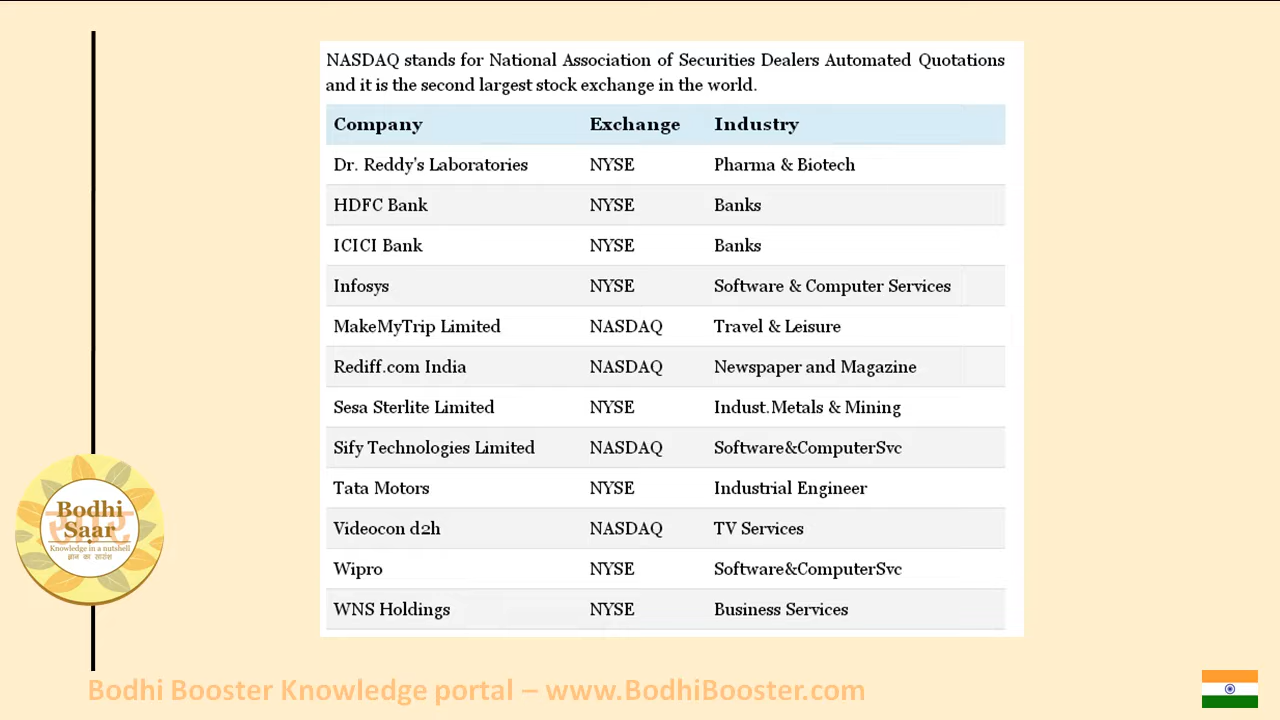 NASDAQ stands for National Association of Securities Dealers Automated Quotations
and it is the second largest stock exchange in the world.
Company Exchange Industry
Dr. Reddy's Laboratories NYSE Pharma & Biotech
HDFC Bank NYSE Banks
ICICI Bank NYSE Banks
Infosys NYSE Software & Computer Services
MakeMyTrip Limited NASDAQ Travel & Leisure
Rediff.com India NASDAQ Newspaper and Magazine
Sesa Sterlite Limited NYSE Indust.Metals & Mining
Sify Technologies Limited NASDAQ Software&ComputerSvc
Tata Motors NYSE Industrial Engineer
Videocon d2h NASDAQ TV Services
Wipro NYSE Software&ComputerSvc
WNS Holdings NYSE Business Services
Bodhi
Saar
Knowledge in a nutshell
ज्ञान का सारांश
Bodhi Booster Knowledge portal – www.BodhiBooster.com